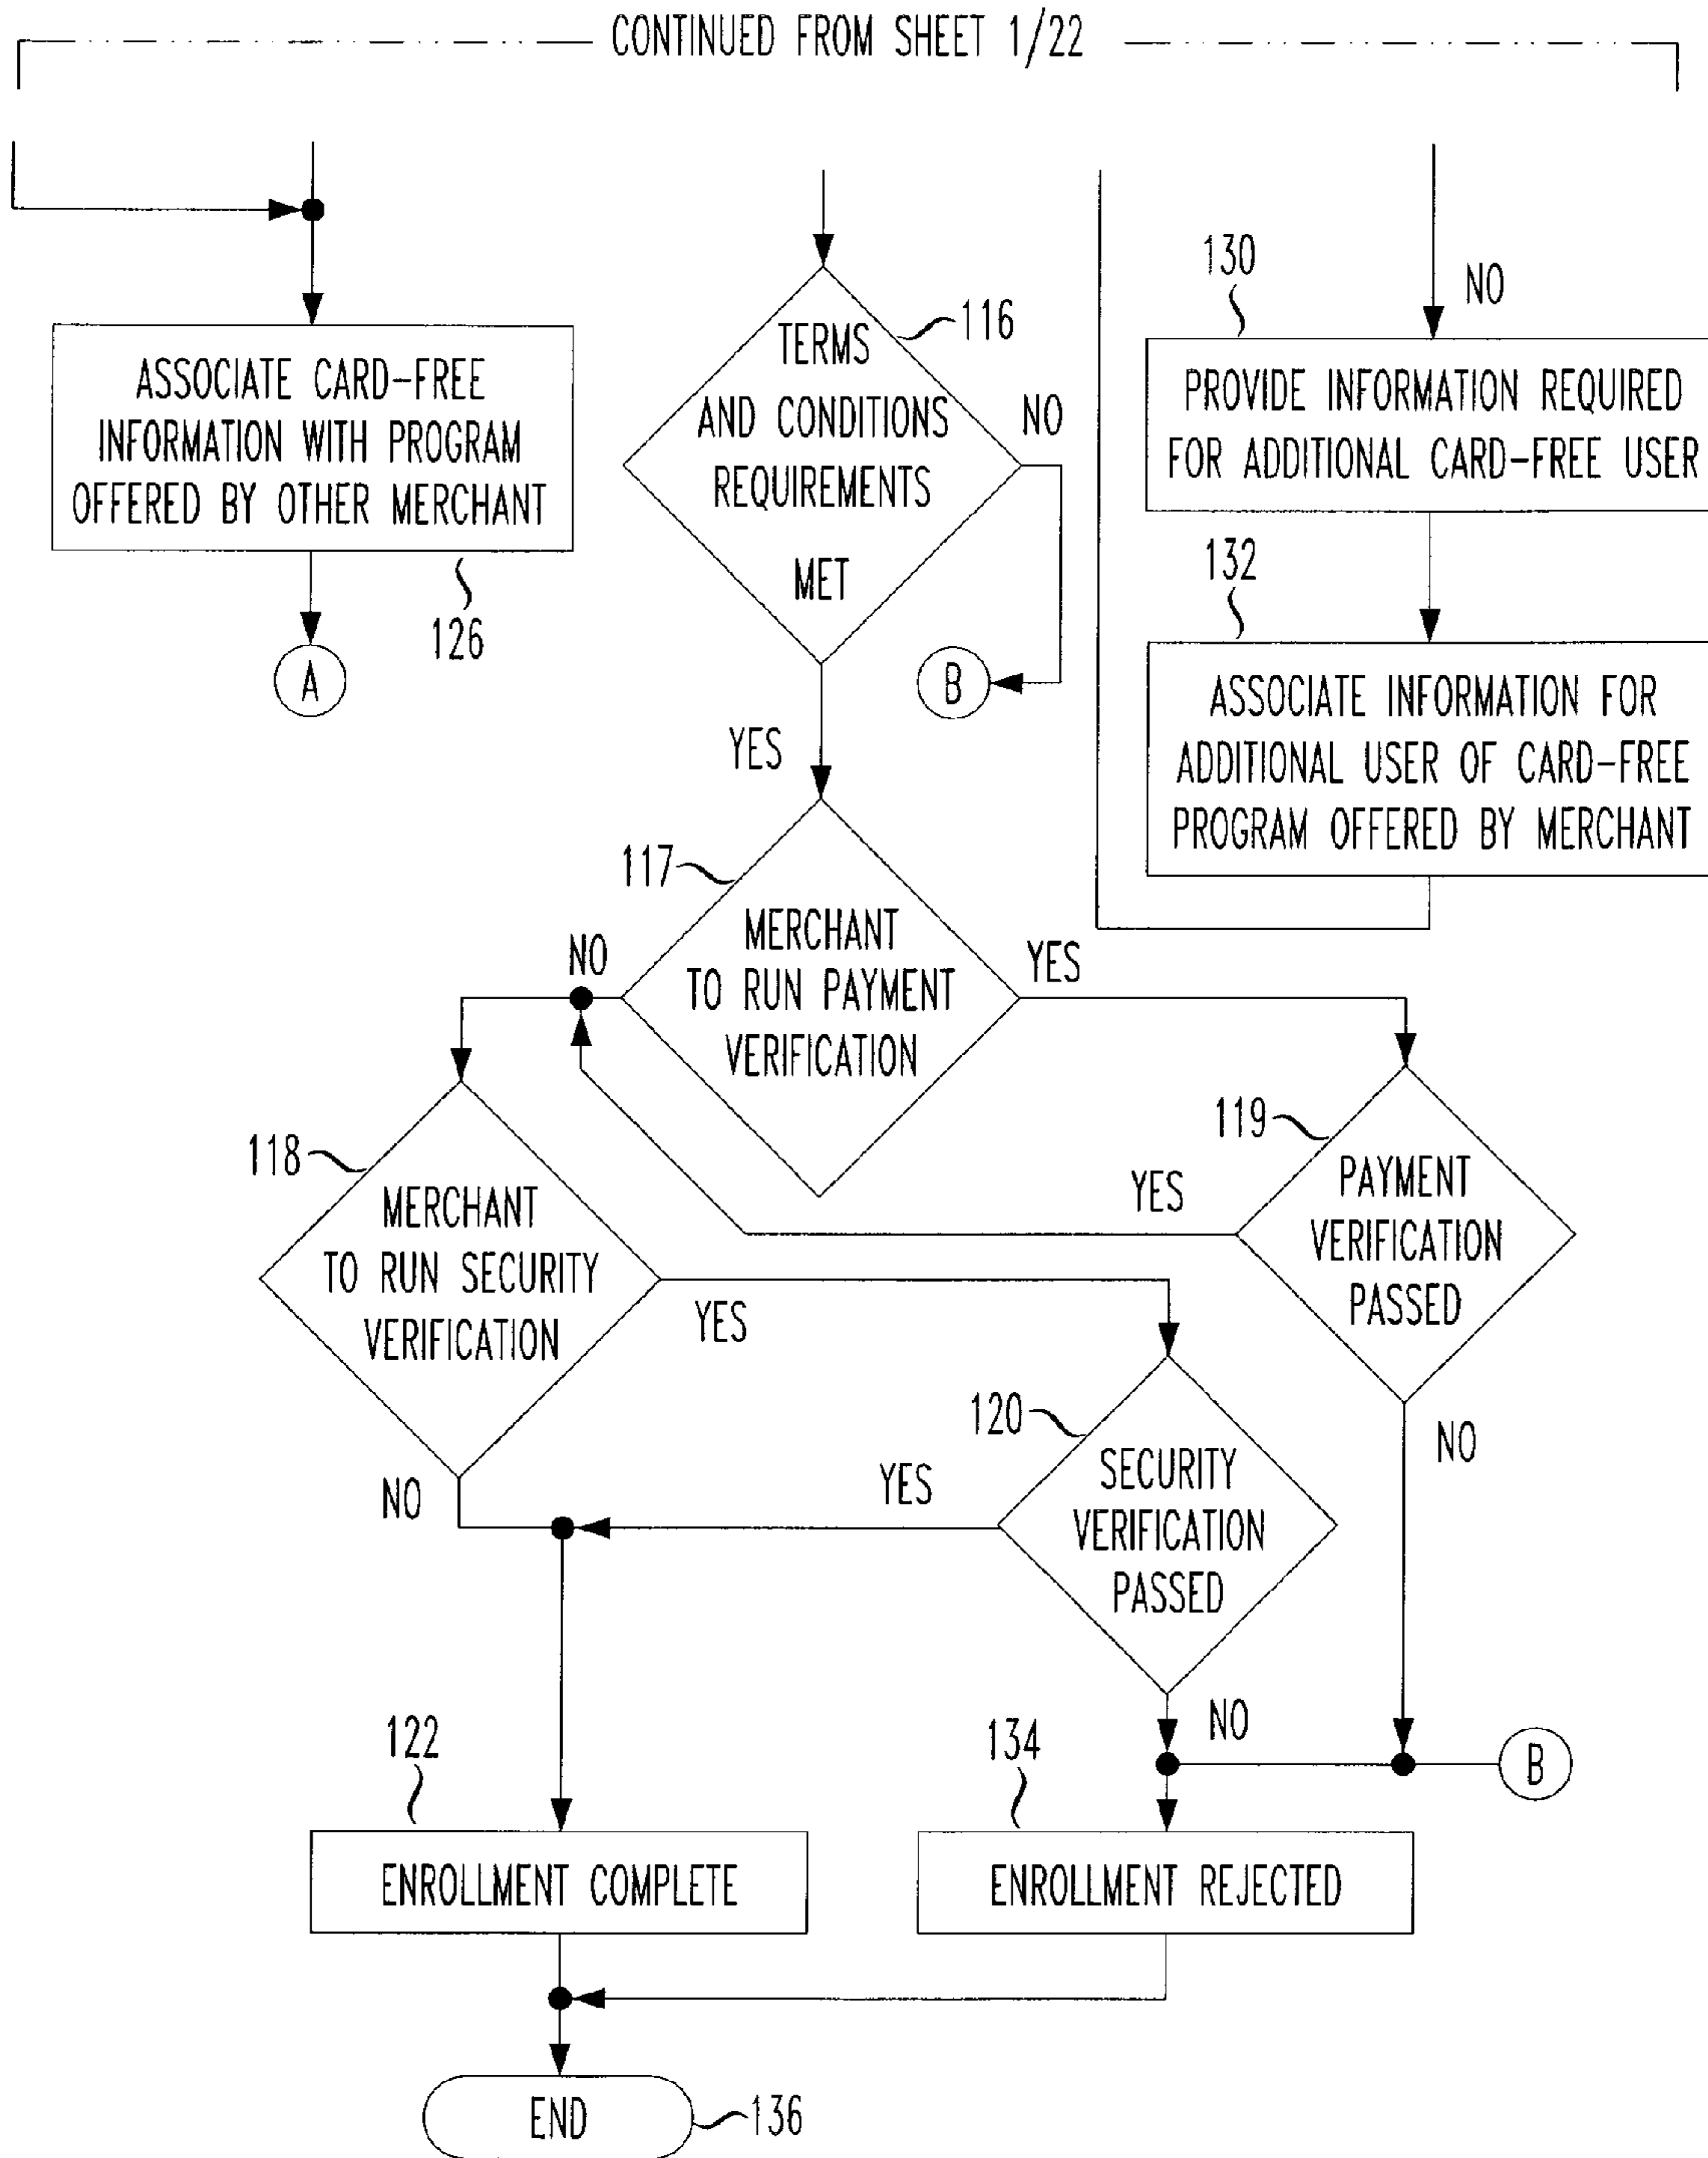 CONTINUED FROM SHEET 1/22
ASSOCIATE CARD-FREE
INFORMATION WITH PROGRAM
OFFERED BY OTHER MERCHANT
126
A
TERMS
AND CONDITIONS
REQUIREMENTS
MET
116
NO
B
YES
NO
130
PROVIDE INFORMATION REQUIRED
FOR ADDITIONAL CARD-FREE USER
132
ASSOCIATE INFORMATION FOR
ADDITIONAL USER OF CARD-FREE
PROGRAM OFFERED BY MERCHANT
117
MERCHANT
TO RUN PAYMENT
VERIFICATION
NO
YES
118
MERCHANT
TO RUN SECURITY
VERIFICATION
YES
NO
119
PAYMENT
VERIFICATION
PASSED
YES
NO
120
SECURITY
VERIFICATION
PASSED
YES
NO
B
122
ENROLLMENT COMPLETE
134
ENROLLMENT REJECTED
END
136